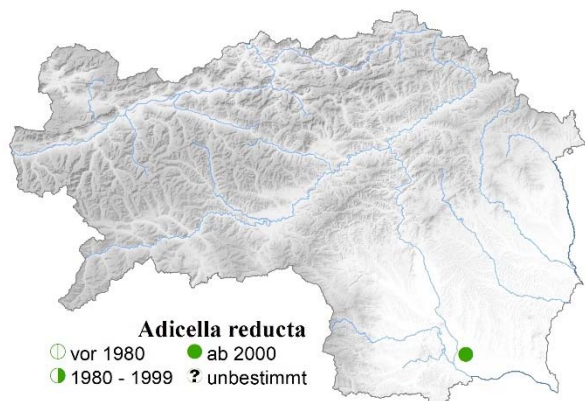 Adicella reducta
vor 1980 ab 2000
1980 - 1999 ? unbestimmt